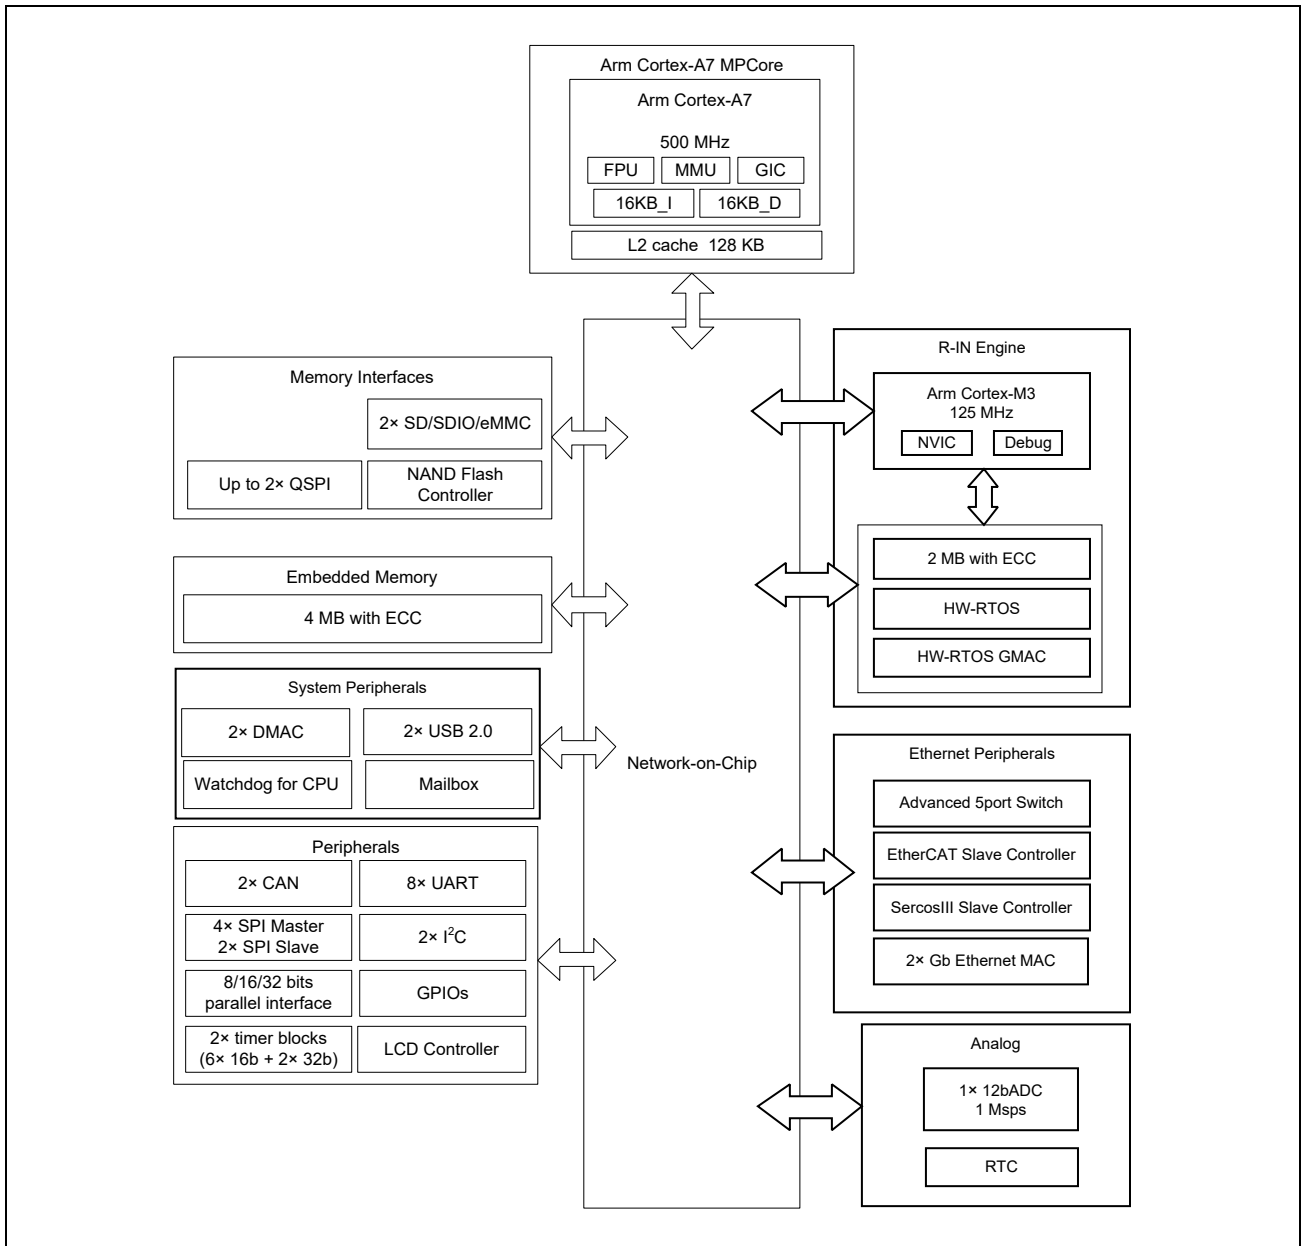 Arm Cortex-A7 MPCore
Arm Cortex-A7
500 MHz
FPU
MMU
GIC
16KB_I
16KB_D
L2 cache 128 KB
Memory Interfaces
2× SD/SDIO/eMMC
Up to 2× QSPI
NAND Flash
Controller
Embedded Memory
4 MB with ECC
System Peripherals
2× DMAC
2× USB 2.0
Watchdog for CPU
Mailbox
Peripherals
2× CAN
8× UART
4× SPI Master
2× SPI Slave
2× I²C
8/16/32 bits
parallel interface
GPIOs
2× timer blocks
(6× 16b + 2× 32b)
LCD Controller
Network-on-Chip
R-IN Engine
Arm Cortex-M3
125 MHz
NVIC
Debug
2 MB with ECC
HW-RTOS
HW-RTOS GMAC
Ethernet Peripherals
Advanced 5port Switch
EtherCAT Slave Controller
SercosIII Slave Controller
2× Gb Ethernet MAC
Analog
1× 12bADC
1 Msps
RTC